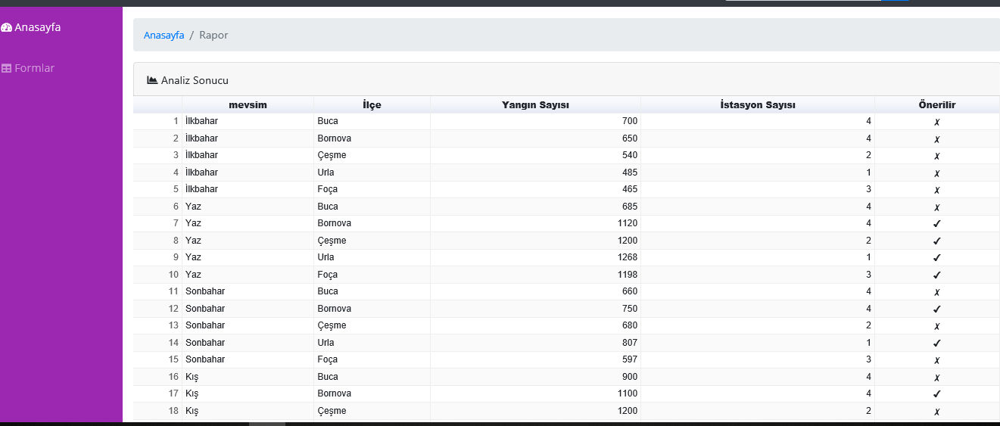 Anasayfa
Formlar
Anasayfa / Rapor
Analiz Sonucu
mevsim İlçe Yangın Sayısı İstasyon Sayısı Önerilir
1 İlkbahar Buca 700 4 ✗
2 İlkbahar Bornova 650 4 ✗
3 İlkbahar Çeşme 540 2 ✗
4 İlkbahar Urla 485 1 ✗
5 İlkbahar Foça 465 3 ✗
6 Yaz Buca 685 4 ✗
7 Yaz Bornova 1120 4 ✔
8 Yaz Çeşme 1200 2 ✔
9 Yaz Urla 1268 1 ✔
10 Yaz Foça 1198 3 ✔
11 Sonbahar Buca 660 4 ✗
12 Sonbahar Bornova 750 4 ✔
13 Sonbahar Çeşme 680 2 ✗
14 Sonbahar Urla 807 1 ✔
15 Sonbahar Foça 597 3 ✗
16 Kış Buca 900 4 ✗
17 Kış Bornova 1100 4 ✔
18 Kış Çeşme 1200 2 ✗